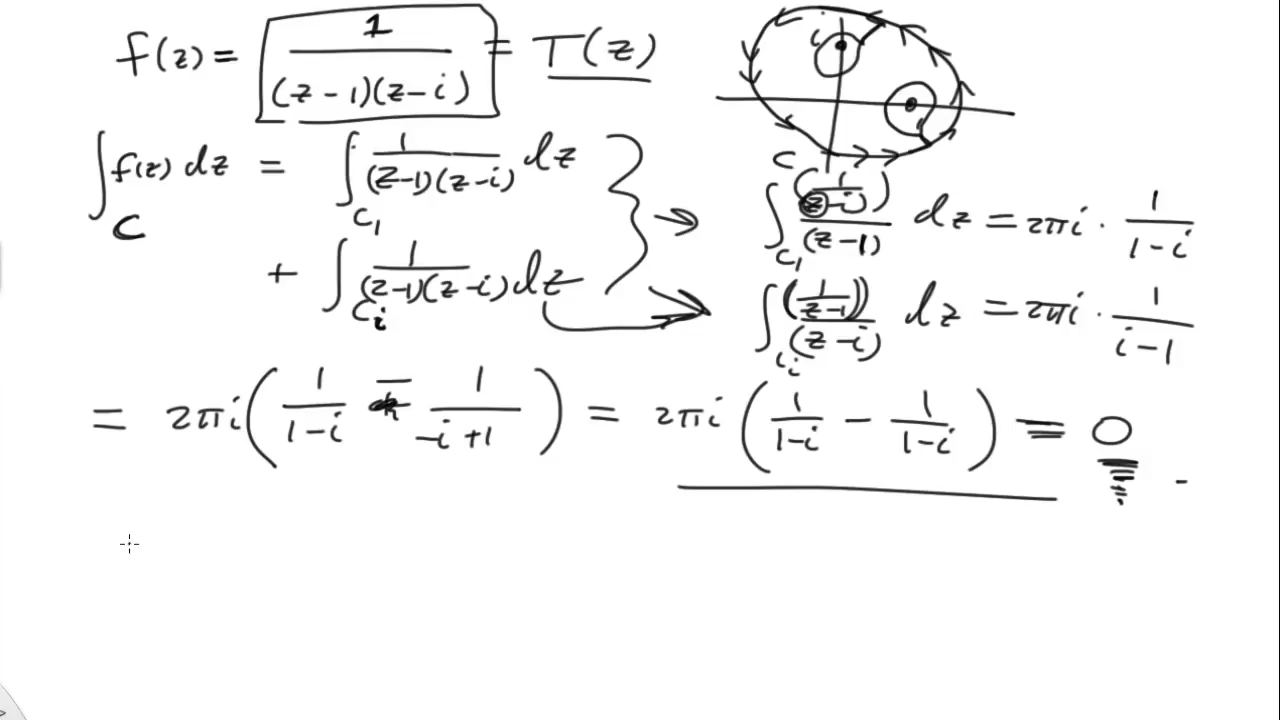 f(z) = 1/((z-1)(z-i)) = T(z)
i
C
∫_C f(z) dz = ∫_{C_1} 1/((z-1)(z-i)) dz
+ ∫_{C_i} 1/((z-1)(z-i)) dz
∫_{C_1} (1/(z-i))/(z-1) dz = 2πi · 1/(1-i)
∫_{C_i} (1/(z-1))/(z-i) dz = 2πi · 1/(i-1)
= 2πi (1/(1-i) - 1/(-i+1)) = 2πi (1/(1-i) - 1/(1-i)) = 0